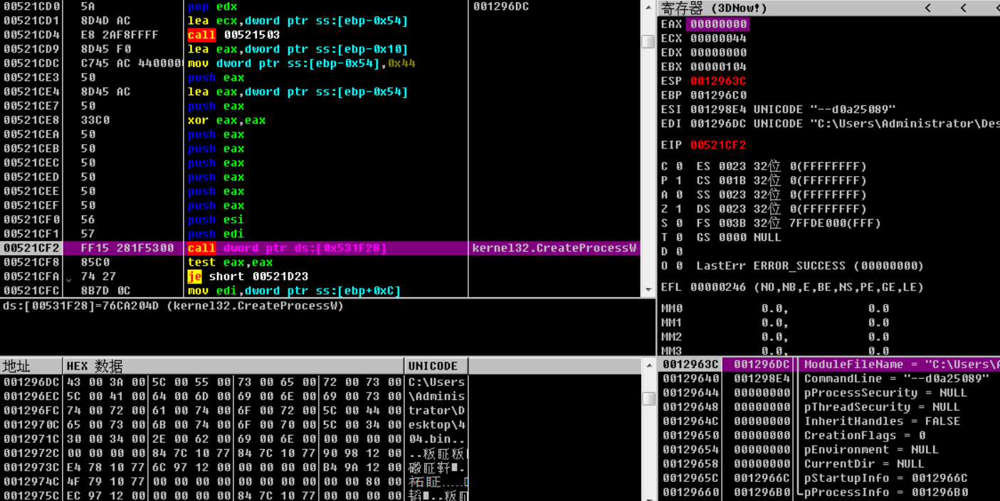 00521CD0 5A pop edx 001296DC
00521CD1 8D4D AC lea ecx,dword ptr ss:[ebp-0x54]
00521CD4 E8 2AF8FFFF call 00521503
00521CD9 8D45 F0 lea eax,dword ptr ss:[ebp-0x10]
00521CDC C745 AC 440000 mov dword ptr ss:[ebp-0x54],0x44
00521CE3 50 push eax
00521CE4 8D45 AC lea eax,dword ptr ss:[ebp-0x54]
00521CE7 50 push eax
00521CE8 33C0 xor eax,eax
00521CEA 50 push eax
00521CEB 50 push eax
00521CEC 50 push eax
00521CED 50 push eax
00521CEE 50 push eax
00521CEF 50 push eax
00521CF0 56 push esi
00521CF1 57 push edi
00521CF2 FF15 281F5300 call dword ptr ds:[0x531F28] kernel32.CreateProcessW
00521CF8 85C0 test eax,eax
00521CFA 74 27 je short 00521D23
00521CFC 8B7D 0C mov edi,dword ptr ss:[ebp+0xC]
ds:[00531F28]=76CA204D (kernel32.CreateProcessW)
寄存器 (3DNow!) < < <
EAX 00000000
ECX 00000044
EDX 00000000
EBX 00000104
ESP 0012963C
EBP 001296C0
ESI 001298E4 UNICODE "--d0a25089"
EDI 001296DC UNICODE "C:\Users\Administrator\Des
EIP 00521CF2
C 0 ES 0023 32位 0(FFFFFFFF)
P 1 CS 001B 32位 0(FFFFFFFF)
A 0 SS 0023 32位 0(FFFFFFFF)
Z 1 DS 0023 32位 0(FFFFFFFF)
S 0 FS 003B 32位 7FFDE000(FFF)
T 0 GS 0000 NULL
D 0
O 0 LastErr ERROR_SUCCESS (00000000)
EFL 00000246 (NO,NB,E,BE,NS,PE,GE,LE)
MM0 0.0, 0.0
MM1 0.0, 0.0
MM2 0.0, 0.0
MM3 0.0, 0.0
地址 HEX 数据 UNICODE
001296DC 43 00 3A 00 5C 00 55 00 73 00 65 00 72 00 73 00 C:\Users
001296EC 5C 00 41 00 64 00 6D 00 69 00 6E 00 69 00 73 00 \Adminis
001296FC 74 00 72 00 61 00 74 00 6F 00 72 00 5C 00 44 00 trator\D
0012970C 65 00 73 00 6B 00 74 00 6F 00 70 00 5C 00 34 00 esktop\4
0012971C 30 00 34 00 2E 00 62 00 69 00 6E 00 00 00 00 00 04.bin..
0012972C 00 00 00 00 84 7C 10 77 84 7C 10 77 90 98 12 00
0012973C E4 78 10 77 6C 97 12 00 00 00 00 00 B4 9A 12 00
0012974C 4F 79 10 77 00 00 00 00 00 00 00 00 00 00 80 00
0012975C EC 97 12 00 00 00 00 00 84 7C 10 77 00 00 00 00
0012963C 001296DC ModuleFileName = "C:\Users\A
00129640 001298E4 CommandLine = "--d0a25089"
00129644 00000000 pProcessSecurity = NULL
00129648 00000000 pThreadSecurity = NULL
0012964C 00000000 InheritHandles = FALSE
00129650 00000000 CreationFlags = 0
00129654 00000000 pEnvironment = NULL
00129658 00000000 CurrentDir = NULL
0012965C 0012966C pStartupInfo = 0012966C
00129660 001296B0 pProcessInfo = 001296B0